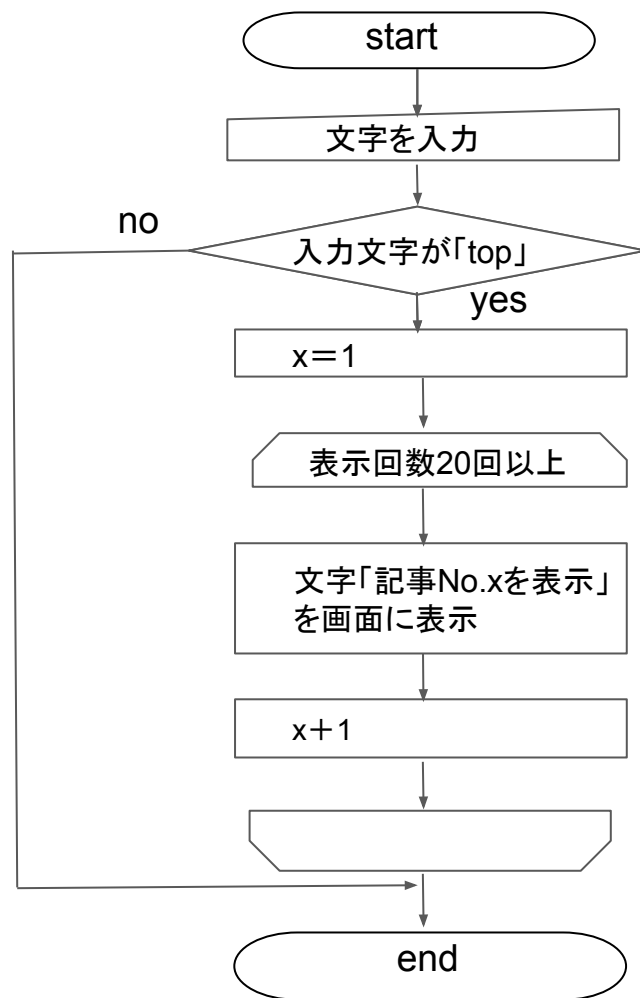 start
文字を入力
入力文字が｢top｣
no
yes
x＝1
表示回数20回以上
文字｢記事No.xを表示｣
を画面に表示
x＋1
end